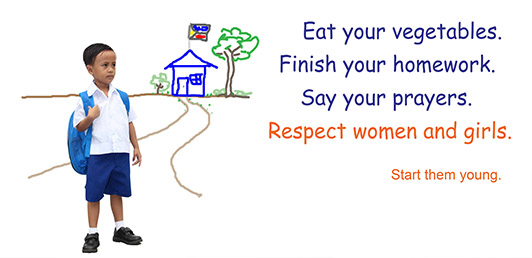 Eat your vegetables.
Finish your homework.
Say your prayers.
Respect women and girls.
Start them young.